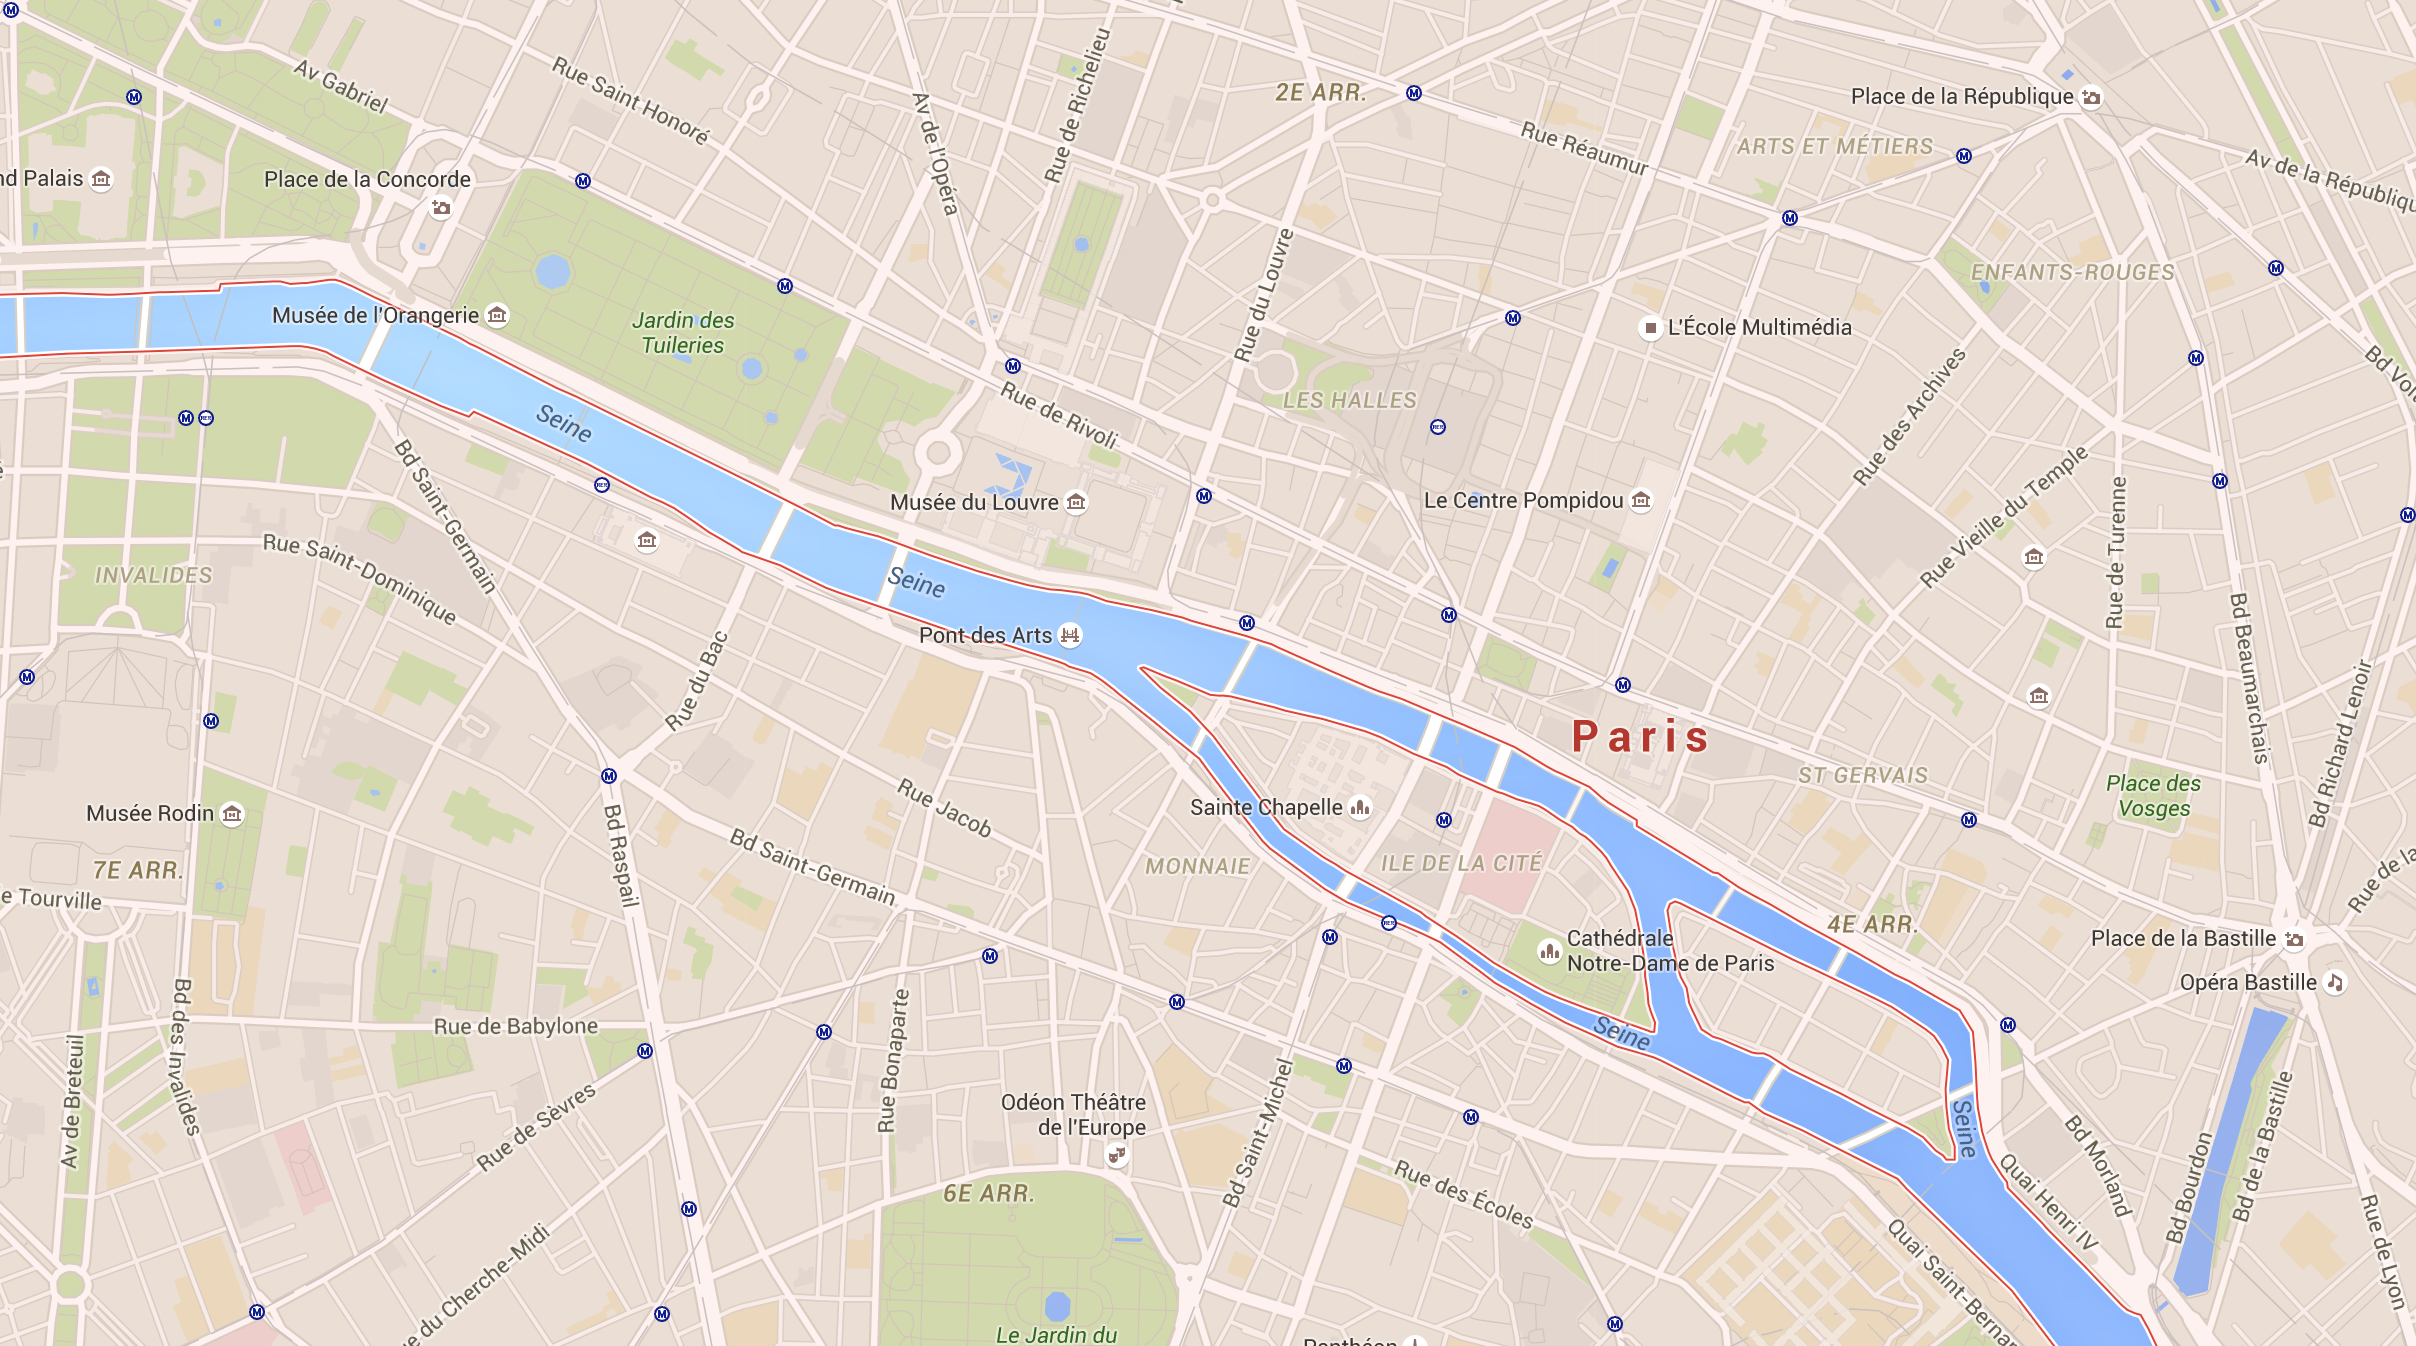 Av Gabriel
Rue Saint Honoré
Av de l'Opéra
Rue de Richelieu
2E ARR.
Rue Réaumur
Place de la République
ARTS ET MÉTIERS
Av de la Républiqu
nd Palais
Place de la Concorde
ENFANTS-ROUGES
Rue du Louvre
Musée de l'Orangerie
Jardin des
Tuileries
L'École Multimédia
Bd Vol
Rue des Archives
LES HALLES
Rue de Rivoli
Seine
Bd Saint-Germain
Musée du Louvre
Le Centre Pompidou
Rue Vieille du Temple
Rue de Turenne
INVALIDES
Rue Saint-Dominique
Seine
Pont des Arts
Rue du Bac
Bd Beaumarchais
Bd Richard Lenoir
Paris
ST GERVAIS
Place des
Vosges
Musée Rodin
Rue Jacob
Sainte Chapelle
Bd Raspail
Bd Saint-Germain
MONNAIE
ILE DE LA CITÉ
7E ARR.
e Tourville
Rue de la
4E ARR.
Cathédrale
Notre-Dame de Paris
Place de la Bastille
Opéra Bastille
Bd des Invalides
Rue de Babylone
Rue Bonaparte
Seine
Av de Breteuil
Rue de Sèvres
Odéon Théâtre
de l'Europe
Bd Saint-Michel
Seine
Bd Morland
Bd Bourdon
Bd de la Bastille
6E ARR.
Rue des Écoles
Quai Henri IV
Rue de Lyon
Quai Saint-Bernar
e du Cherche-Midi
Le Jardin du
Panthéon